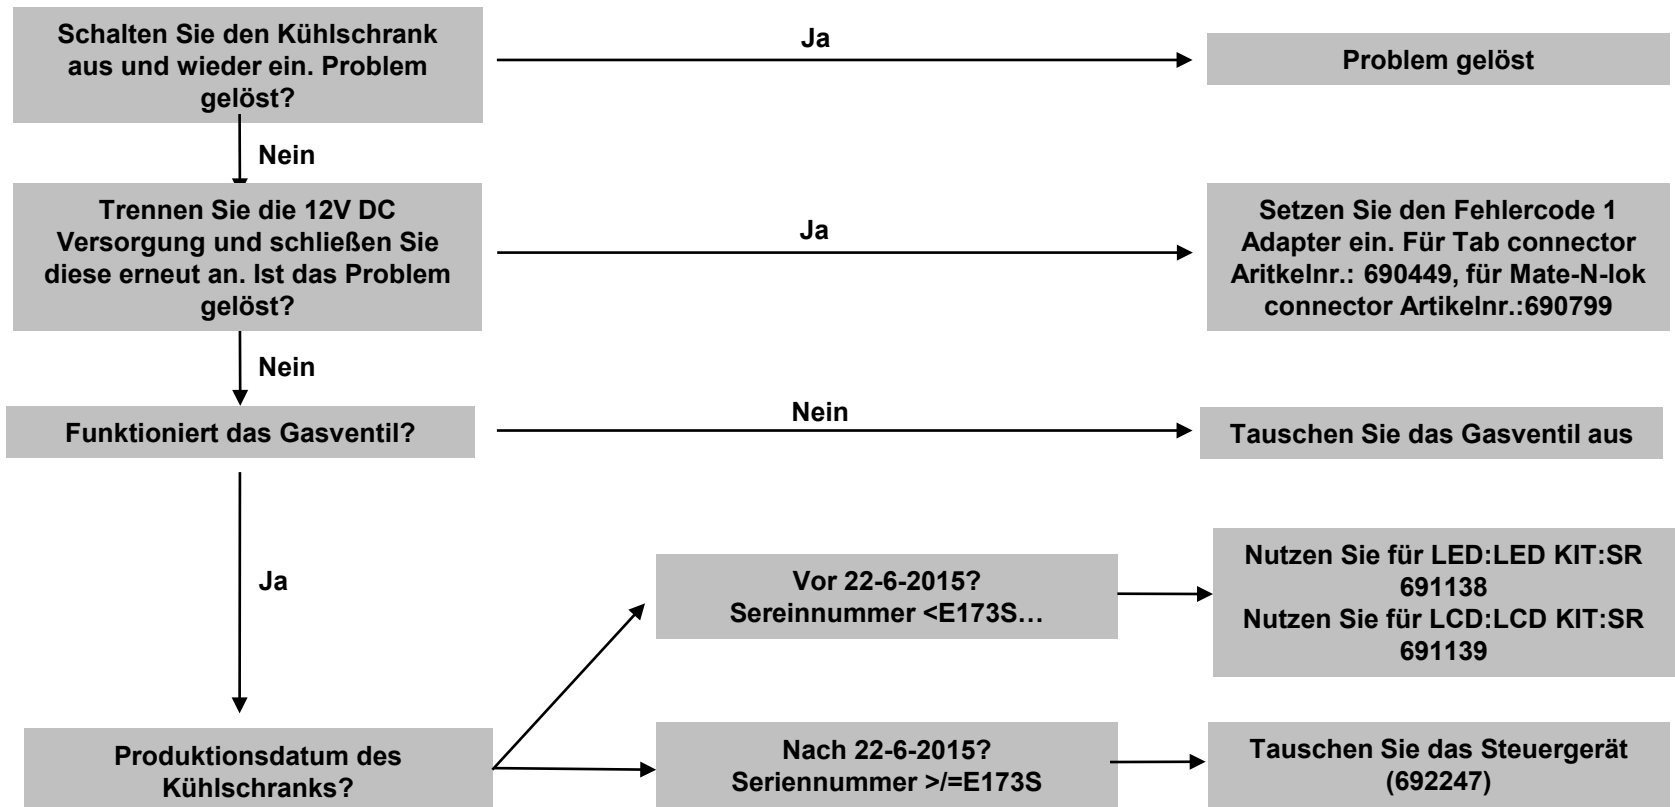 Schalten Sie den Kühlschrank
aus und wieder ein. Problem
gelöst?
Ja
Problem gelöst
Nein
Trennen Sie die 12V DC
Versorgung und schließen Sie
diese erneut an. Ist das Problem
gelöst?
Ja
Setzen Sie den Fehlercode 1
Adapter ein. Für Tab connector
Aritkelnr.: 690449, für Mate-N-lok
connector Artikelnr.:690799
Nein
Funktioniert das Gasventil?
Nein
Tauschen Sie das Gasventil aus
Ja
Vor 22-6-2015?
Sereinnummer <E173S…
Nutzen Sie für LED:LED KIT:SR
691138
Nutzen Sie für LCD:LCD KIT:SR
691139
Produktionsdatum des
Kühlschranks?
Nach 22-6-2015?
Seriennummer >/=E173S
Tauschen Sie das Steuergerät
(692247)